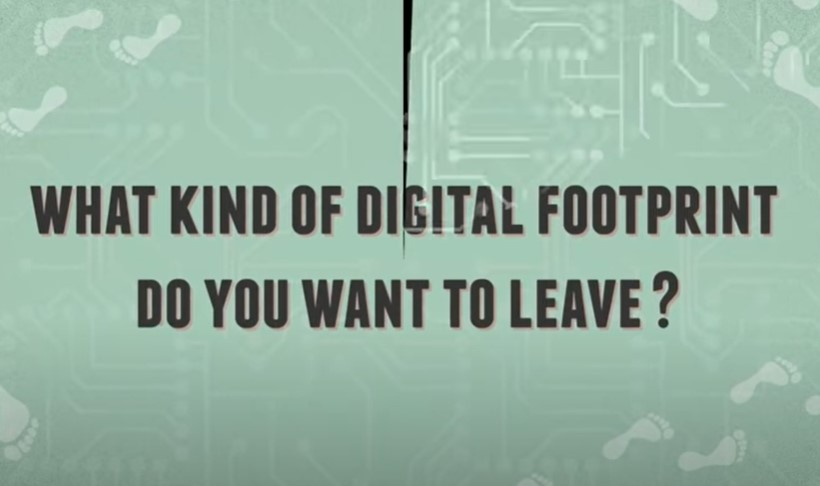 WHAT KIND OF DIGITAL FOOTPRINT
DO YOU WANT TO LEAVE?